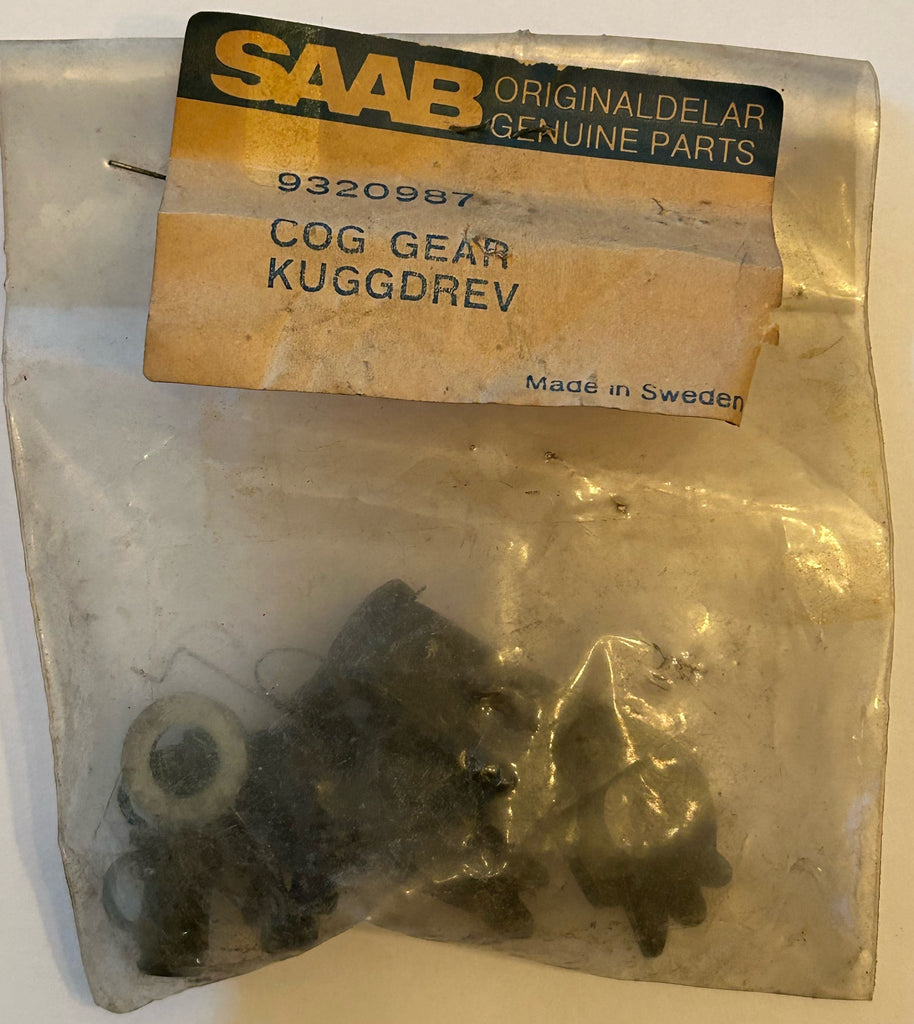 SAAB
ORIGINALDELAR
GENUINE PARTS
9320987
COG GEAR
KUGGDREV
Made in Sweden